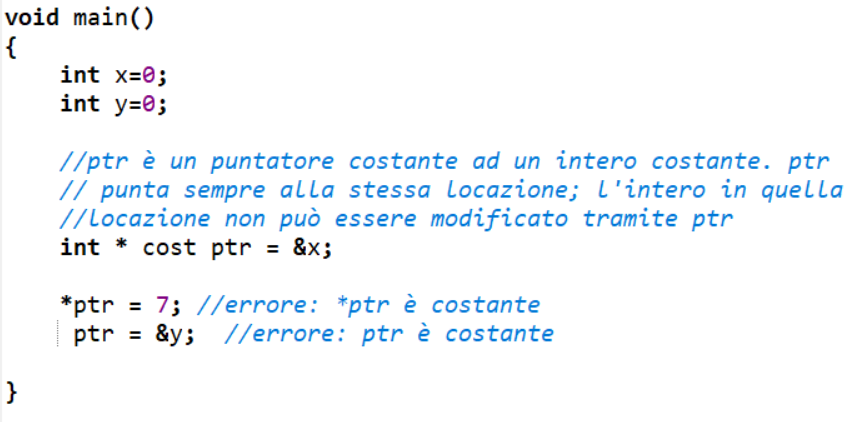 void main()
{
int x=0;
int y=0;
//ptr è un puntatore costante ad un intero costante. ptr
// punta sempre alla stessa locazione; l'intero in quella
//locazione non può essere modificato tramite ptr
int * cost ptr = &x;
*ptr = 7; //errore: *ptr è costante
ptr = &y; //errore: ptr è costante
}